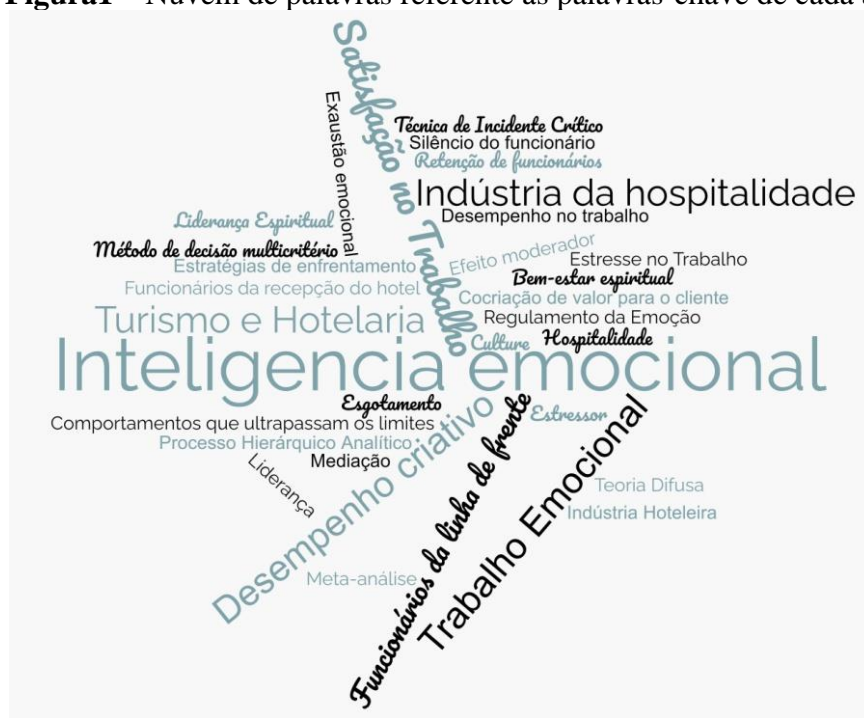 Figura1 – Nuvem de palavras referente às palavras-chave de cada
Satisfação no Trabalho
Exaustão emocional
Técnica de Incidente Crítico
Silêncio do funcionário
Retenção de funcionários
Indústria da hospitalidade
Desempenho no trabalho
Liderança Espiritual
Método de decisão multicritério
Estratégias de enfrentamento
Efeito moderador
Estresse no Trabalho
Bem-estar espiritual
Funcionários da recepção do hotel
Cocriação de valor para o cliente
Turismo e Hotelaria
Regulamento da Emoção
Culture
Hospitalidade
Inteligencia emocional
Esgotamento
Estressor
Comportamentos que ultrapassam os limites
Processo Hierárquico Analítico
Mediação
Liderança
Desempenho criativo
Funcionários da linha de frente
Trabalho Emocional
Teoria Difusa
Indústria Hoteleira
Meta-análise